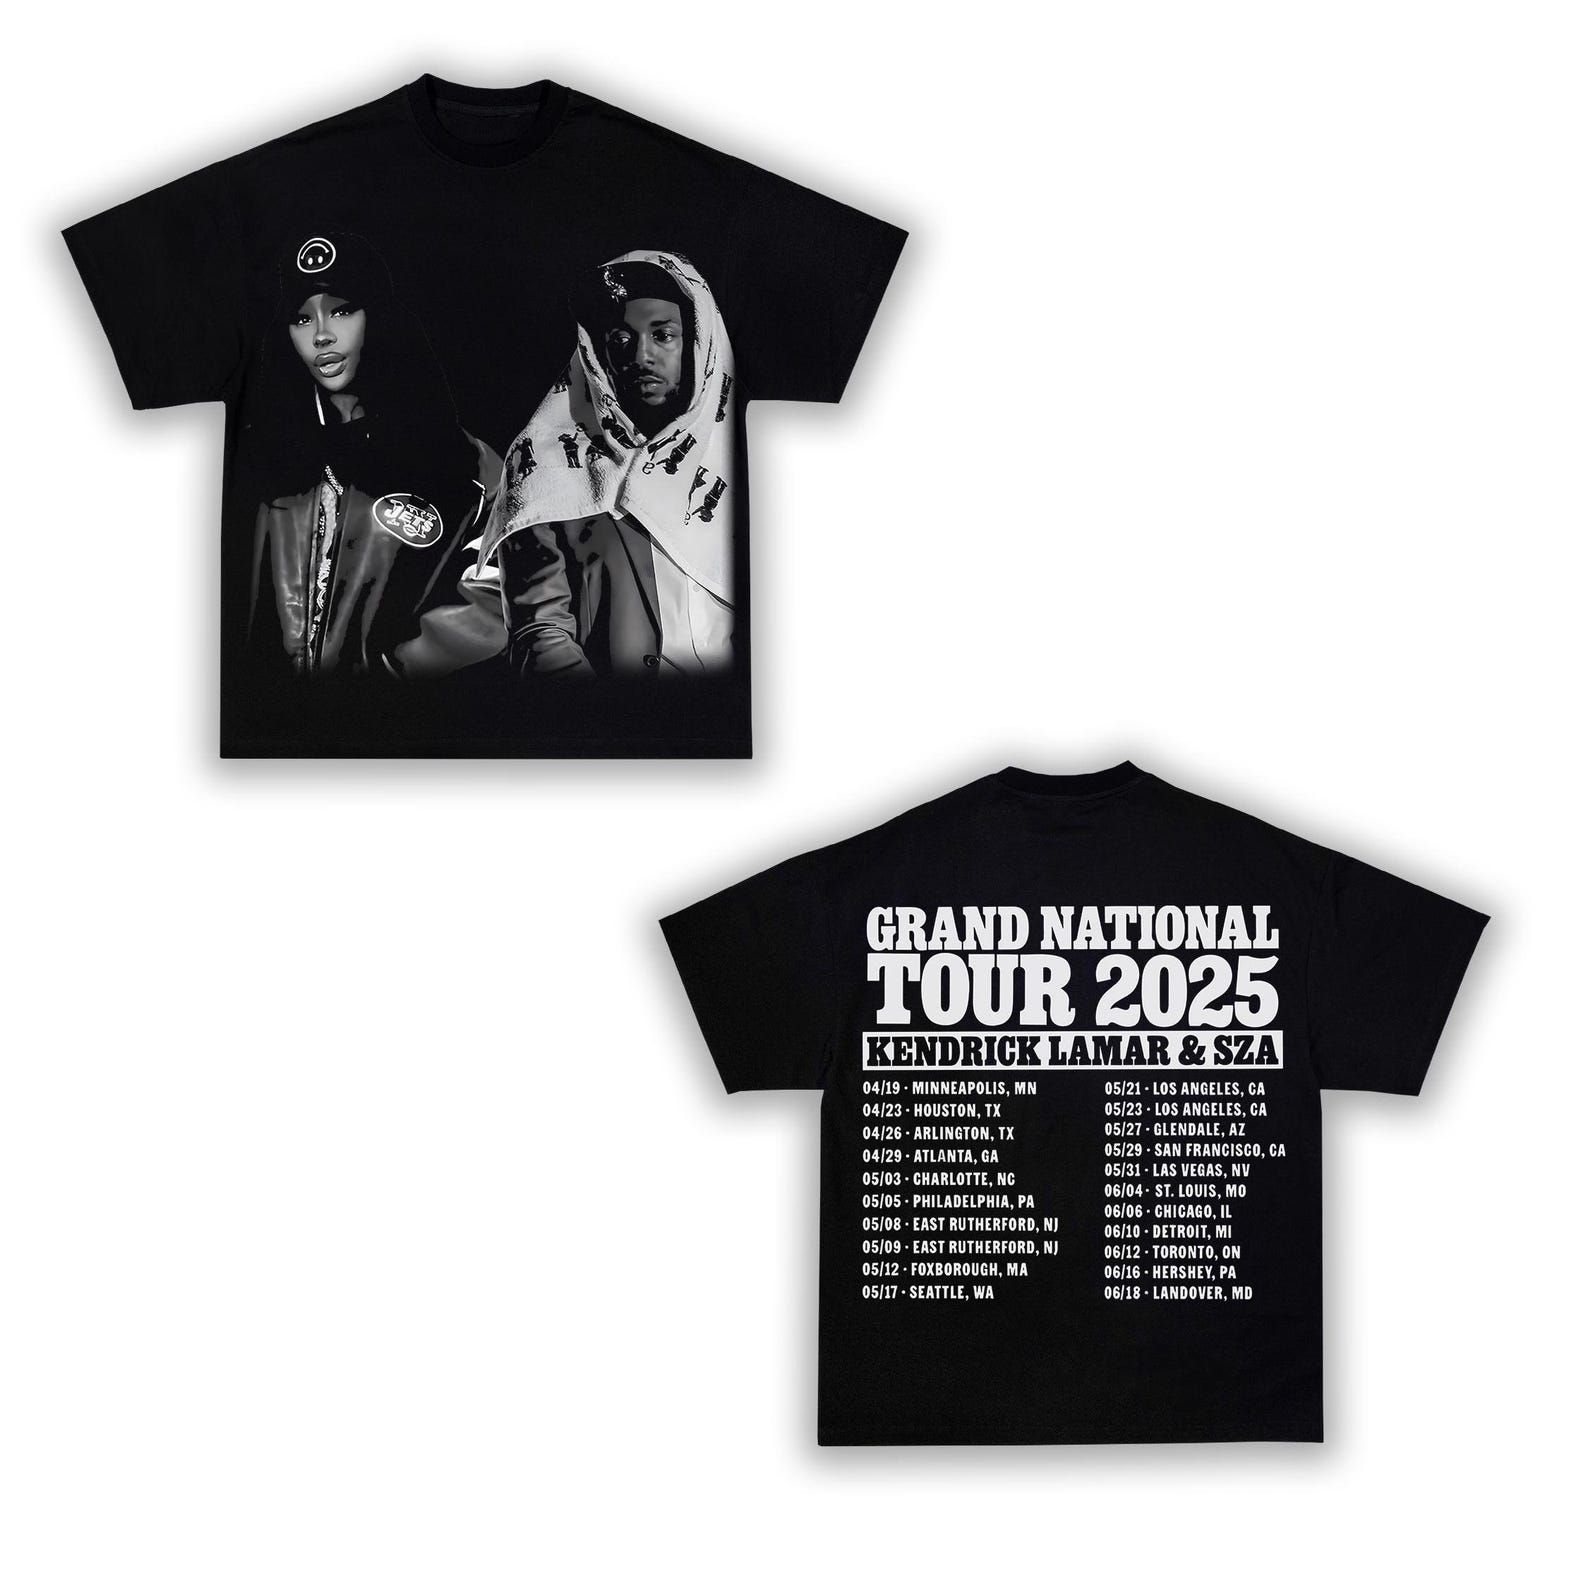 NY
JETS
GRAND NATIONAL
TOUR 2025
KENDRICK LAMAR & SZA
04/19 · MINNEAPOLIS, MN
04/23 · HOUSTON, TX
04/26 · ARLINGTON, TX
04/29 · ATLANTA, GA
05/03 · CHARLOTTE, NC
05/05 · PHILADELPHIA, PA
05/08 · EAST RUTHERFORD, NJ
05/09 · EAST RUTHERFORD, NJ
05/12 · FOXBOROUGH, MA
05/17 · SEATTLE, WA
05/21 · LOS ANGELES, CA
05/23 · LOS ANGELES, CA
05/27 · GLENDALE, AZ
05/29 · SAN FRANCISCO, CA
05/31 · LAS VEGAS, NV
06/04 · ST. LOUIS, MO
06/06 · CHICAGO, IL
06/10 · DETROIT, MI
06/12 · TORONTO, ON
06/16 · HERSHEY, PA
06/18 · LANDOVER, MD